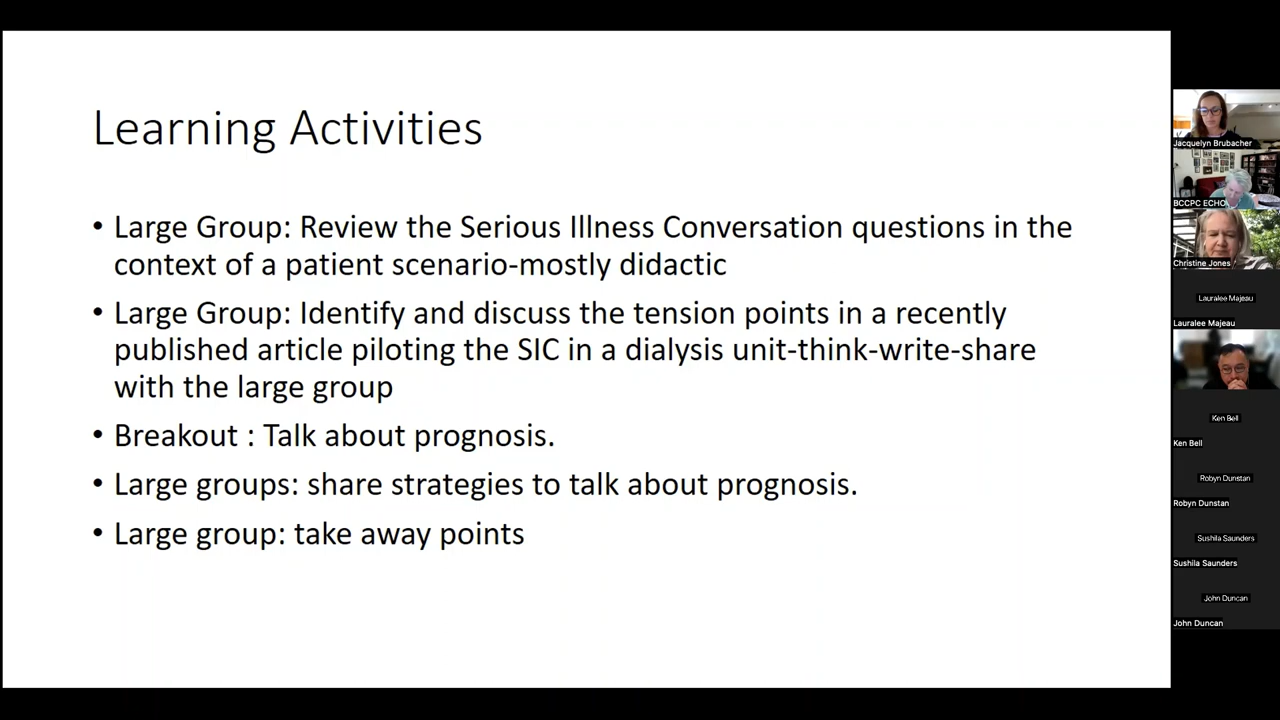 Learning Activities
• Large Group: Review the Serious Illness Conversation questions in the
context of a patient scenario-mostly didactic
• Large Group: Identify and discuss the tension points in a recently
published article piloting the SIC in a dialysis unit-think-write-share
with the large group
• Breakout : Talk about prognosis.
• Large groups: share strategies to talk about prognosis.
• Large group: take away points
Jacquelyn Brubacher
BCCPC ECHO
Christine Jones
Lauralee Majeau
Lauralee Majeau
Ken Bell
Ken Bell
Robyn Dunstan
Robyn Dunstan
Sushila Saunders
Sushila Saunders
John Duncan
John Duncan